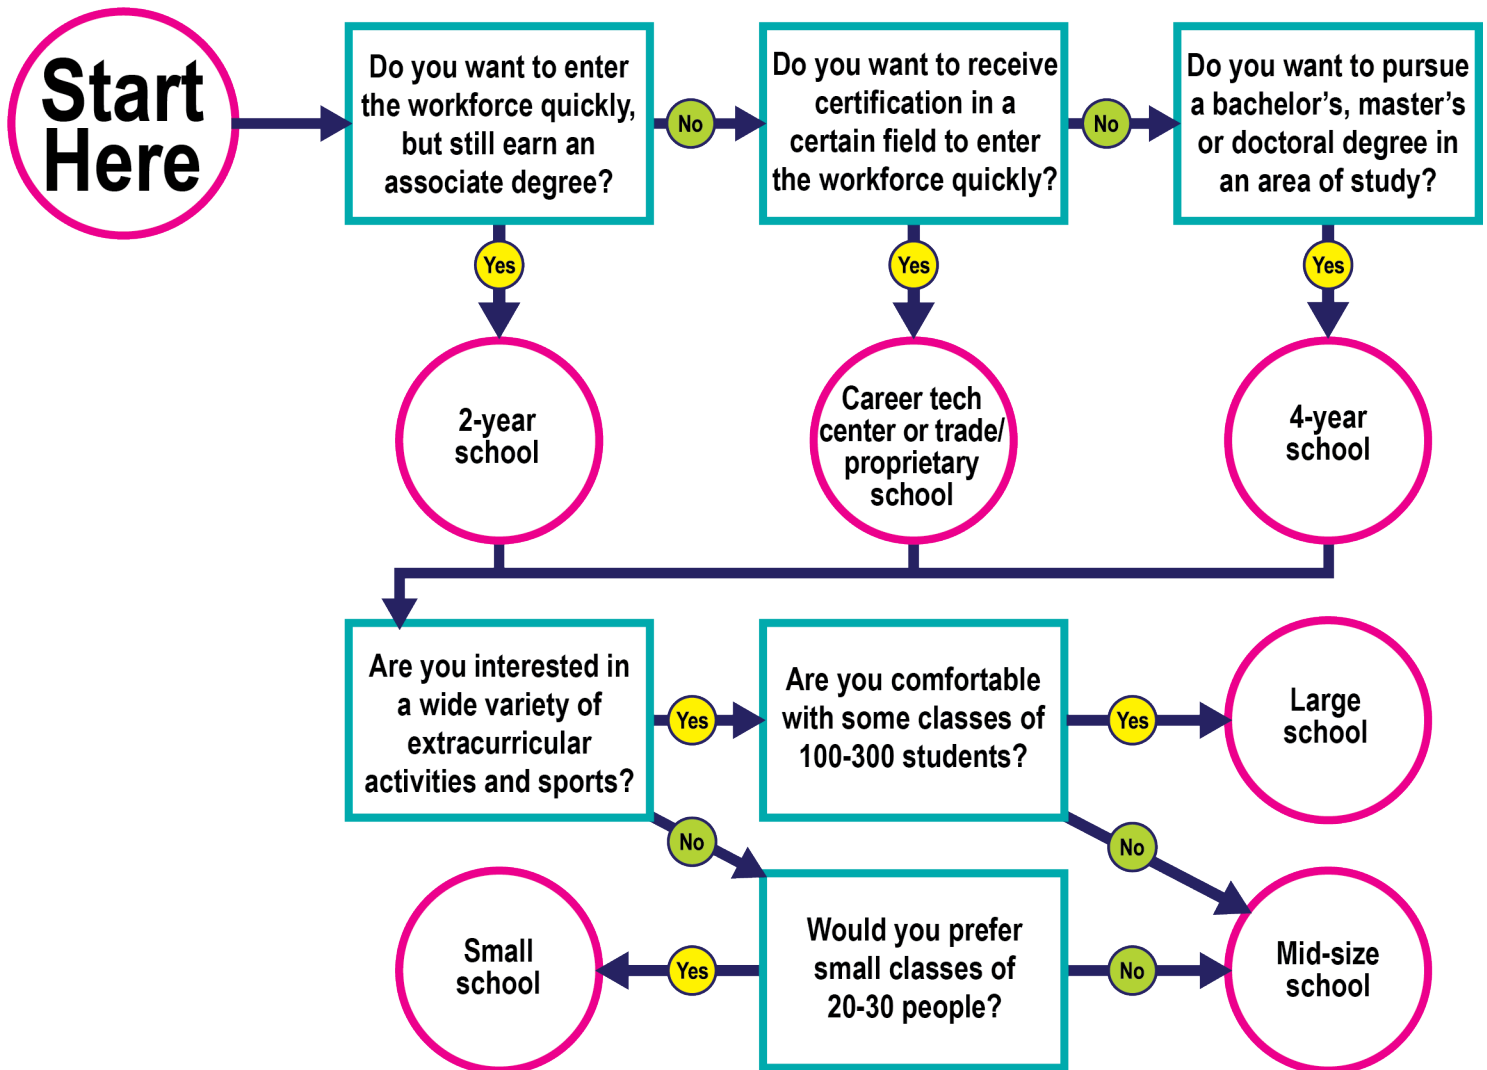 Start
Here
Do you want to enter
the workforce quickly,
but still earn an
associate degree?
No
Do you want to receive
certification in a
certain field to enter
the workforce quickly?
No
Do you want to pursue
a bachelor’s, master’s
or doctoral degree in
an area of study?
Yes
Yes
Yes
2-year
school
Career tech
center or trade/
proprietary
school
4-year
school
Are you interested in
a wide variety of
extracurricular
activities and sports?
Yes
Are you comfortable
with some classes of
100-300 students?
Yes
Large
school
No
No
Small
school
Yes
Would you prefer
small classes of
20-30 people?
No
Mid-size
school